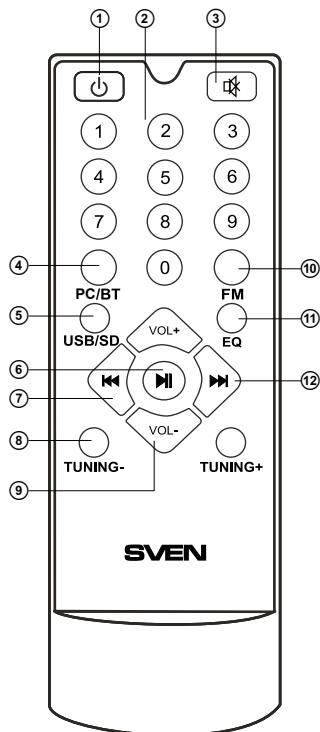 ① ② ③
1 2 3
4 5 6
7 8 9
④ 0 ⑩
PC/BT FM
⑤ ⑪
USB/SD VOL+ EQ
⑥
⑦ ⑫
⑧ VOL-
TUNING- TUNING+
⑨
SVEN